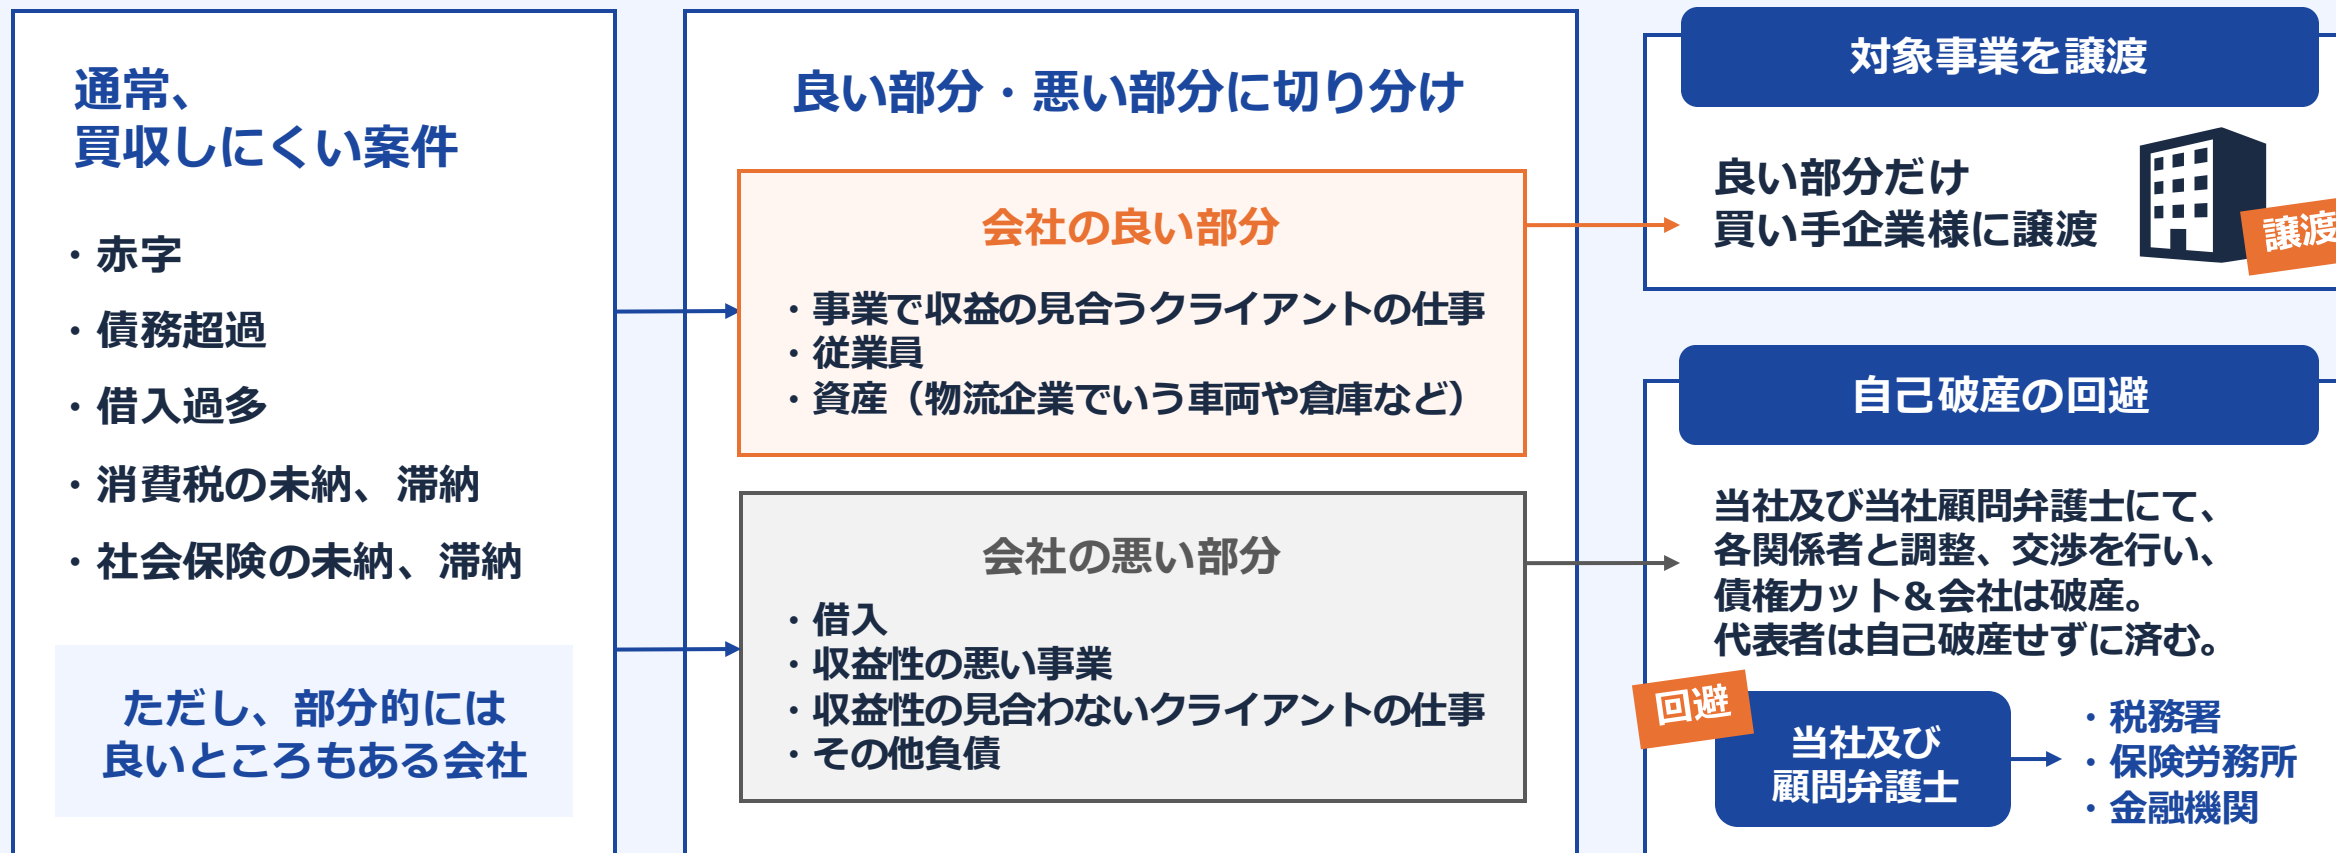 通常、
買収しにくい案件
・赤字
・債務超過
・借入過多
・消費税の未納、滞納
・社会保険の未納、滞納
ただし、部分的には
良いところもある会社
良い部分・悪い部分に切り分け
会社の良い部分
・事業で収益の見合うクライアントの仕事
・従業員
・資産（物流企業でいう車両や倉庫など）
会社の悪い部分
・借入
・収益性の悪い事業
・収益性の見合わないクライアントの仕事
・その他負債
対象事業を譲渡
良い部分だけ
買い手企業様に譲渡
譲渡
自己破産の回避
当社及び当社顧問弁護士にて、
各関係者と調整、交渉を行い、
債権カット＆会社は破産。
代表者は自己破産せずに済む。
回避
当社及び
顧問弁護士
・税務署
・保険労務所
・金融機関